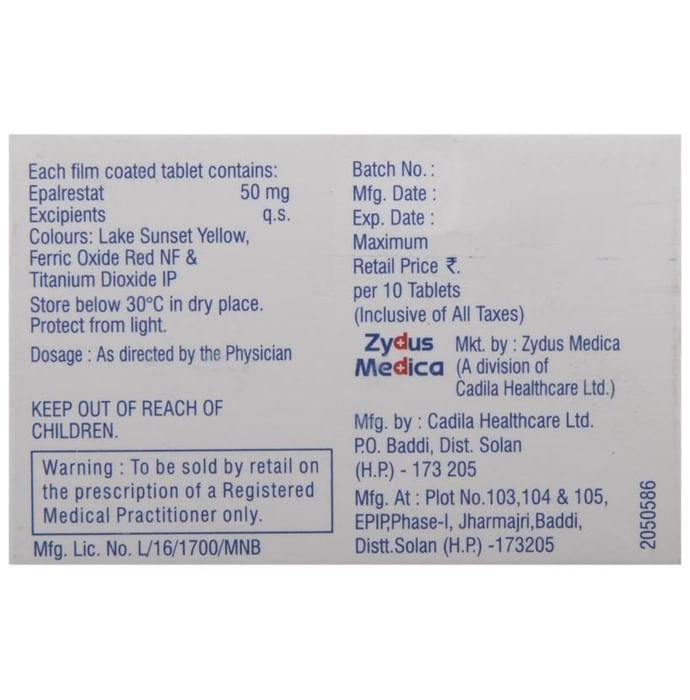 Each film coated tablet contains:
Epalrestat 50 mg
Excipients q.s.
Colours: Lake Sunset Yellow,
Ferric Oxide Red NF &
Titanium Dioxide IP
Store below 30°C in dry place.
Protect from light.
Dosage : As directed by the Physician
KEEP OUT OF REACH OF
CHILDREN.
Warning : To be sold by retail on
the prescription of a Registered
Medical Practitioner only.
Mfg. Lic. No. L/16/1700/MNB
Batch No. :
Mfg. Date :
Exp. Date :
Maximum
Retail Price ₹.
per 10 Tablets
(Inclusive of All Taxes)
Zydus
Medica
Mkt. by : Zydus Medica
(A division of
Cadila Healthcare Ltd.)
Mfg. by : Cadila Healthcare Ltd.
P.O. Baddi, Dist. Solan
(H.P.) - 173 205
Mfg. At : Plot No.103,104 & 105,
EPIP,Phase-I, Jharmajri,Baddi,
Distt.Solan (H.P.) -173205
2050586